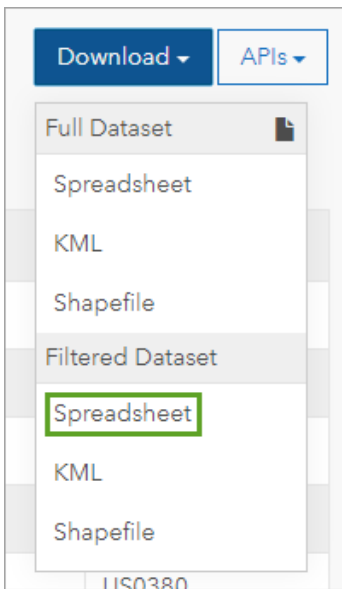 Download APIs
Full Dataset
Spreadsheet
KML
Shapefile
Filtered Dataset
Spreadsheet
KML
Shapefile
US0380